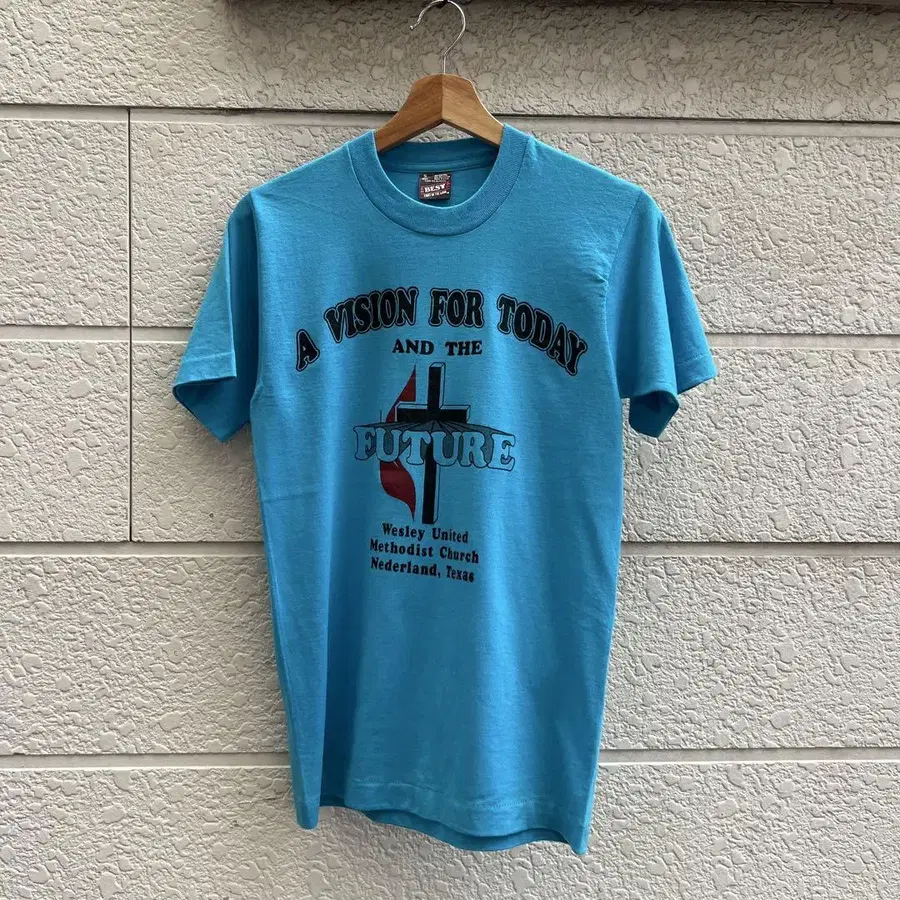 BEST
A VISION FOR TODAY
AND THE
FUTURE
Wesley United
Methodist Church
Nederland, Texas